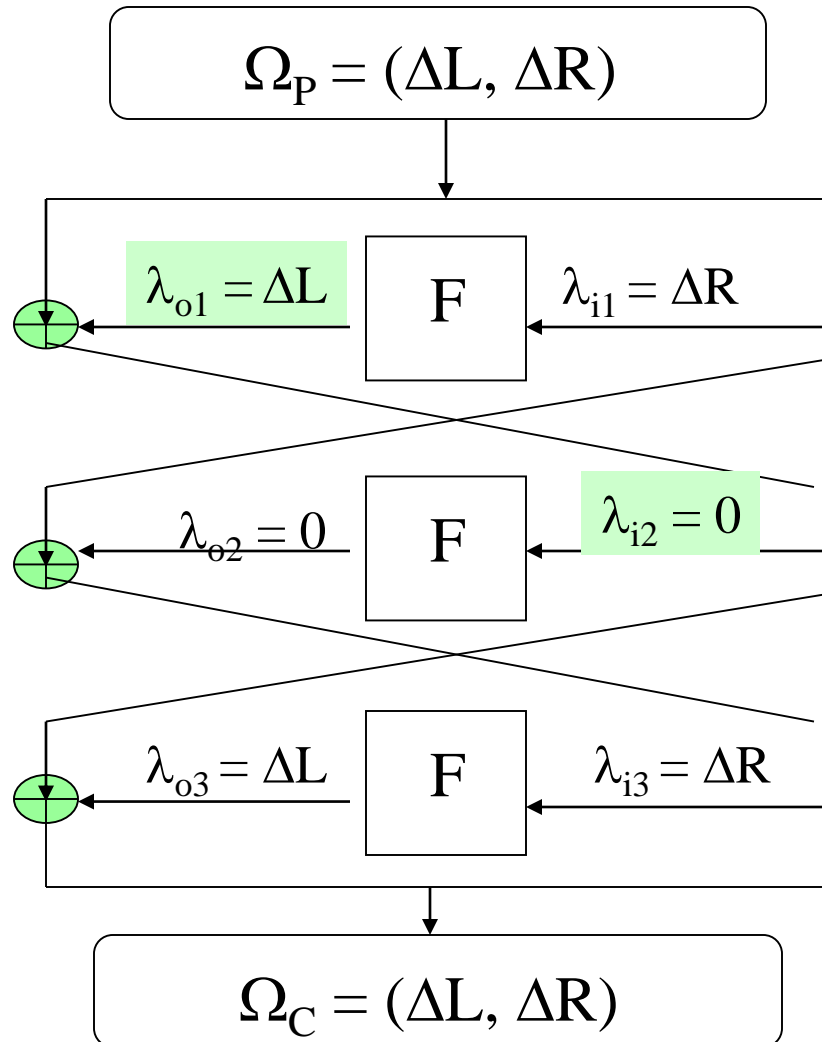 Ω_P = (ΔL, ΔR)
λ_o1 = ΔL F λ_i1 = ΔR
λ_o2 = 0 F λ_i2 = 0
λ_o3 = ΔL F λ_i3 = ΔR
Ω_C = (ΔL, ΔR)